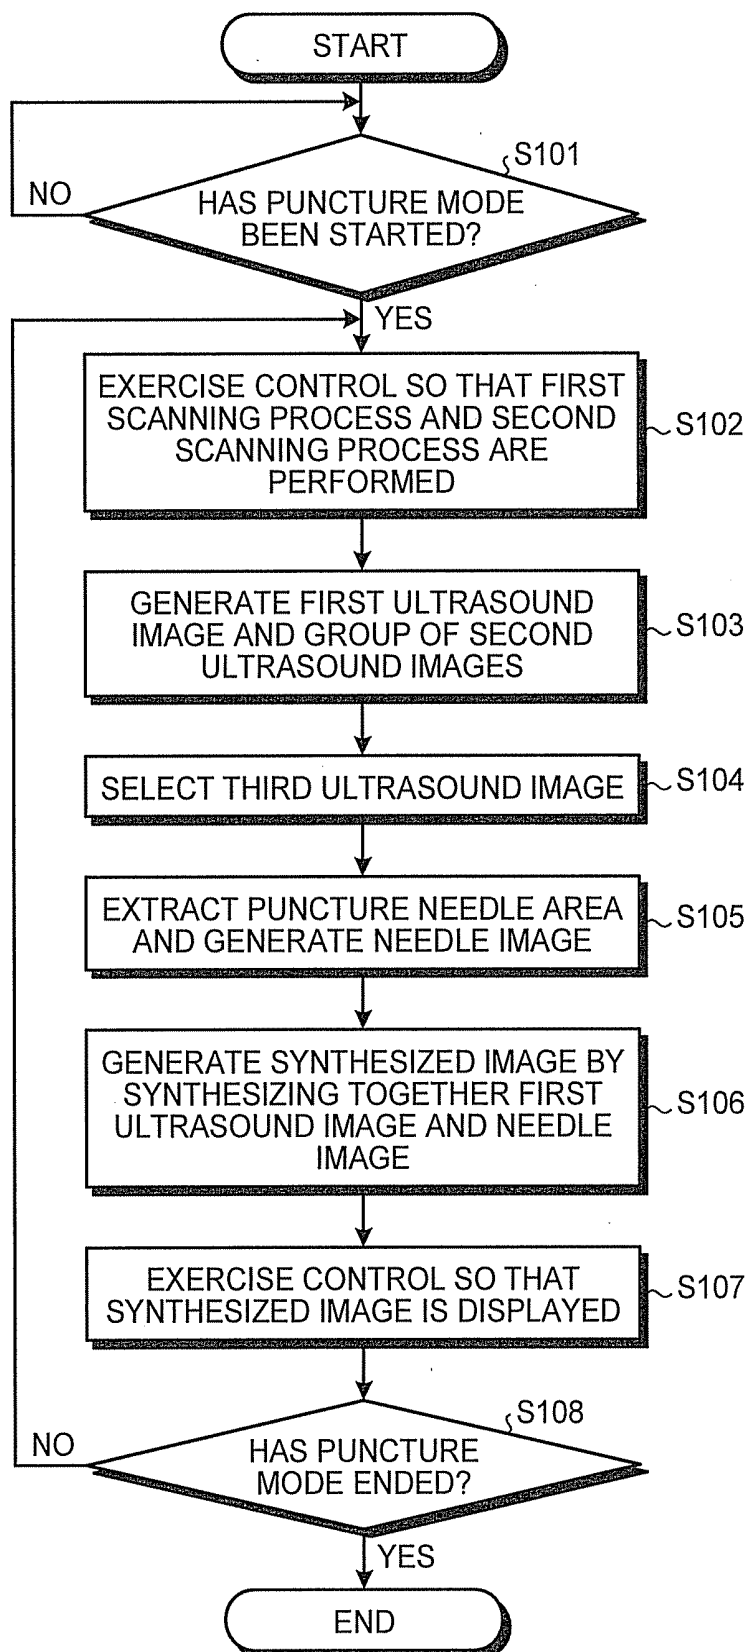 START
S101
NO
HAS PUNCTURE MODE
BEEN STARTED?
YES
EXERCISE CONTROL SO THAT FIRST
SCANNING PROCESS AND SECOND
SCANNING PROCESS ARE
PERFORMED
S102
GENERATE FIRST ULTRASOUND
IMAGE AND GROUP OF SECOND
ULTRASOUND IMAGES
S103
SELECT THIRD ULTRASOUND IMAGE
S104
EXTRACT PUNCTURE NEEDLE AREA
AND GENERATE NEEDLE IMAGE
S105
GENERATE SYNTHESIZED IMAGE BY
SYNTHESIZING TOGETHER FIRST
ULTRASOUND IMAGE AND NEEDLE
IMAGE
S106
EXERCISE CONTROL SO THAT
SYNTHESIZED IMAGE IS DISPLAYED
S107
S108
NO
HAS PUNCTURE
MODE ENDED?
YES
END